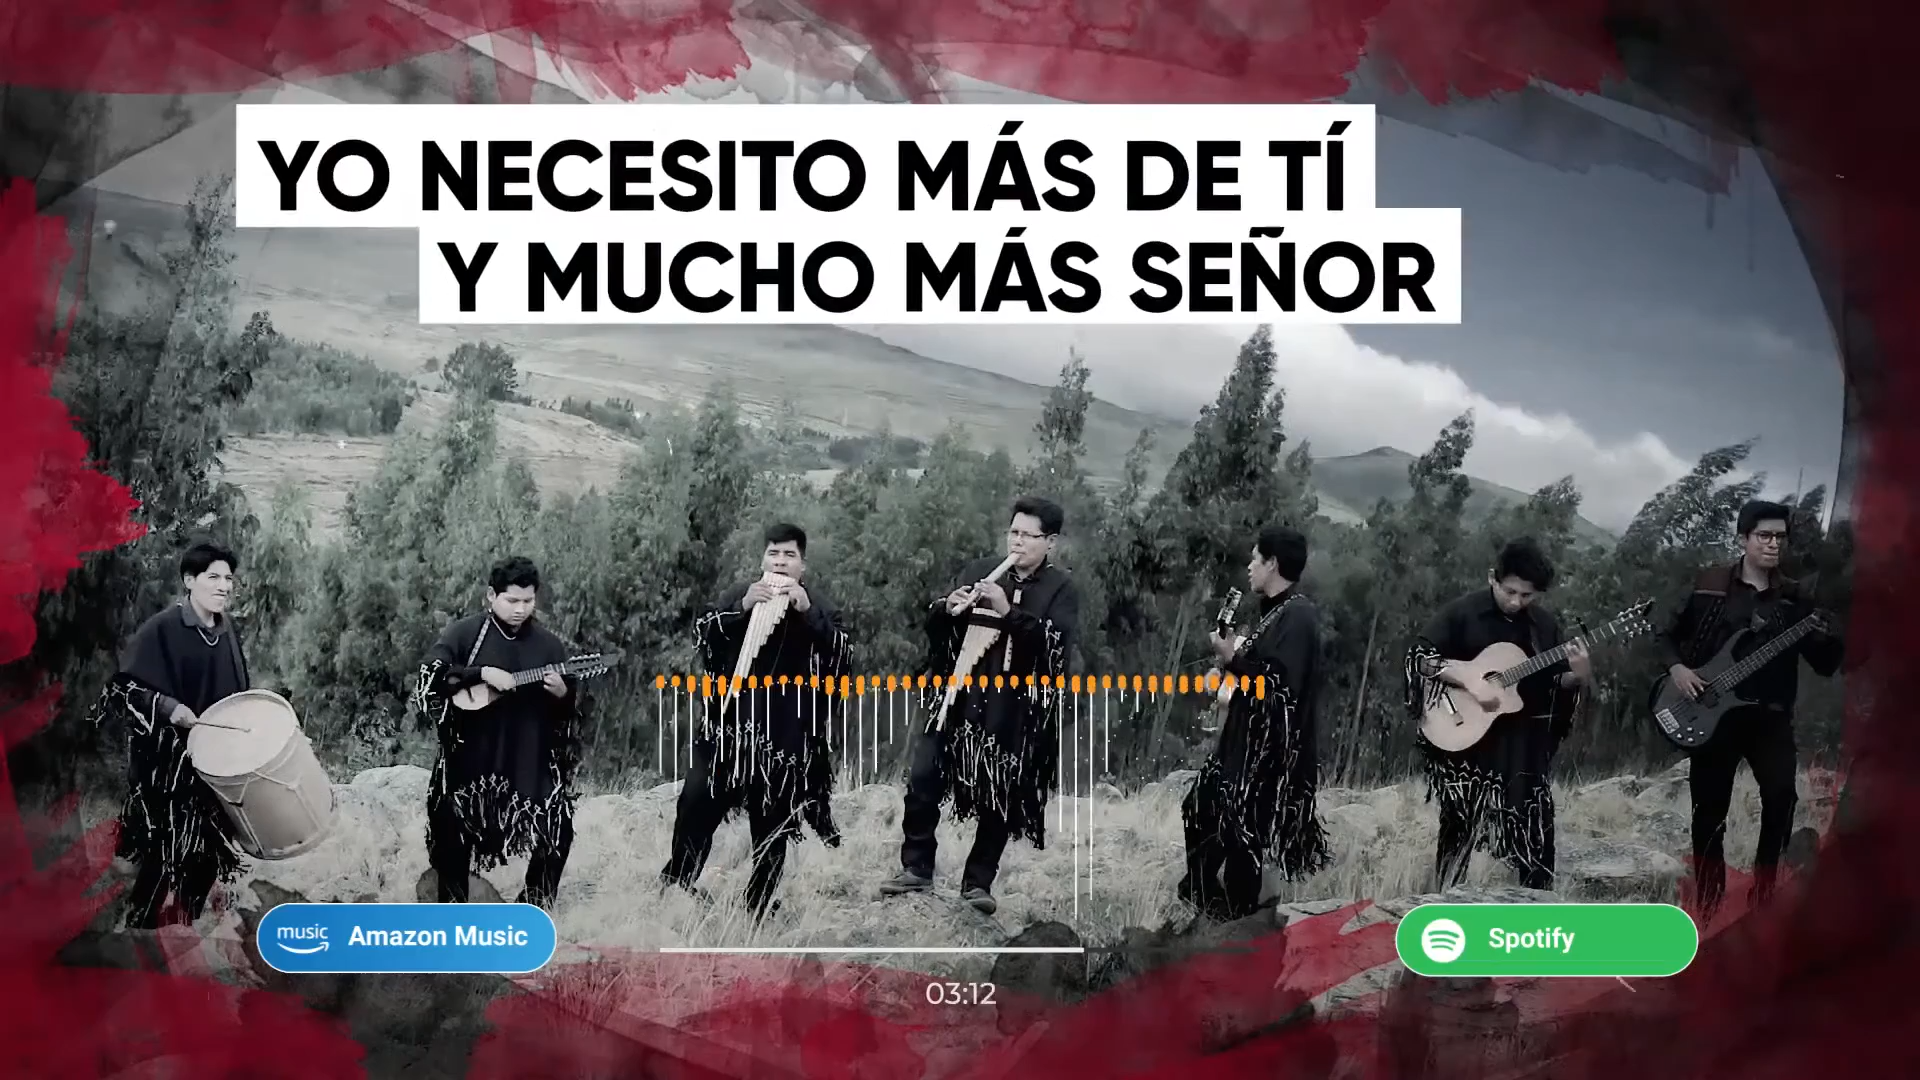 YO NECESITO MÁS DE TÍ
Y MUCHO MÁS SEÑOR
music Amazon Music
Spotify
03:12